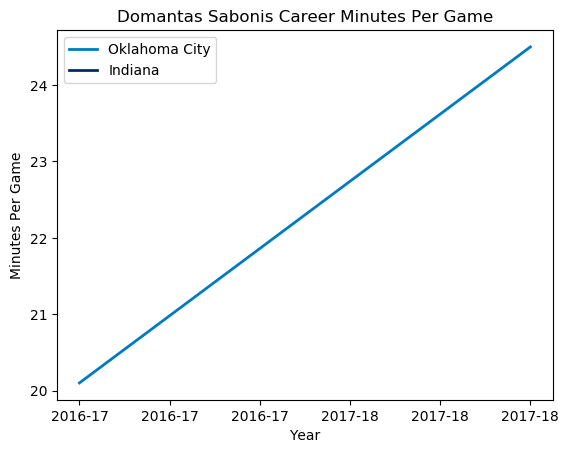 Domantas Sabonis Career Minutes Per Game
Oklahoma City
Indiana
24
23
22
21
20
Minutes Per Game
2016-17 2016-17 2016-17 2017-18 2017-18 2017-18
Year